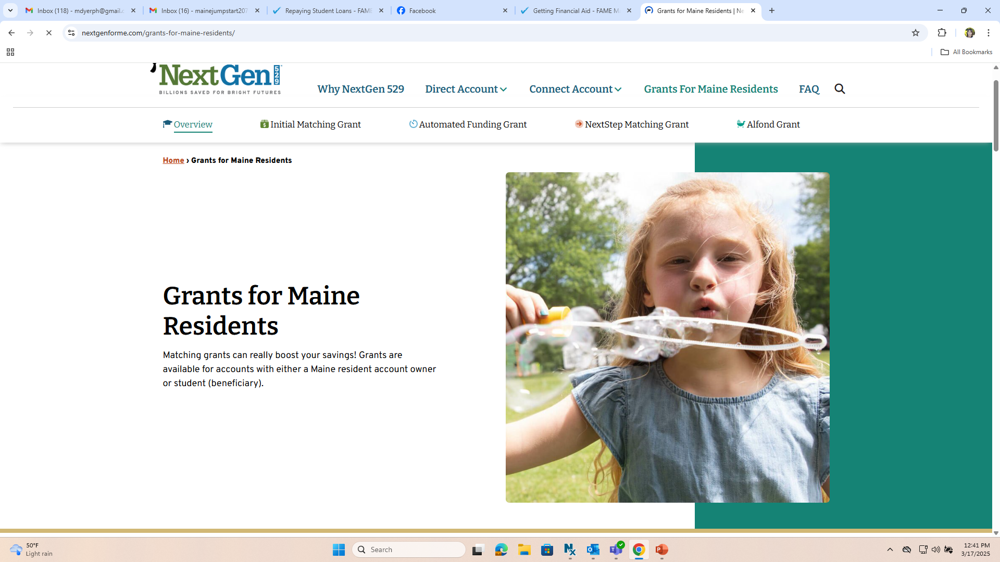 Inbox (118) - mdyerph@gmail.c
Inbox (16) - mainejumpstart207
Repaying Student Loans - FAME
Facebook
Getting Financial Aid - FAME M
Grants for Maine Residents | Ne
nextgenforme.com/grants-for-maine-residents/
All Bookmarks
NextGen 529
BILLIONS SAVED FOR BRIGHT FUTURES
Why NextGen 529
Direct Account
Connect Account
Grants For Maine Residents
FAQ
Overview
Initial Matching Grant
Automated Funding Grant
NextStep Matching Grant
Alfond Grant
Home › Grants for Maine Residents
Grants for Maine
Residents
Matching grants can really boost your savings! Grants are
available for accounts with either a Maine resident account owner
or student (beneficiary).
50°F
Light rain
Search
12:41 PM
3/17/2025